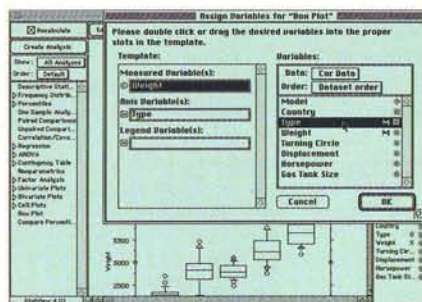 Assign Variables for "Box Plot"
Recalculate
Create Analysis
Show: All Analyses
Order: Default
Descriptive Stati...
Frequency Distrib...
Percentiles
One Sample Analy...
Paired Comparisons
Unpaired Compari...
Correlation/Cova...
Regression
ANOVA
Contingency Table
Nonparametrics
Factor Analysis
Univariate Plots
Bivariate Plots
Cell Plots
Box Plot
Compare Percenti...
Please double click or drag the desired variables into the proper
slots in the template.
Template:
Measured Variable(s):
Weight
Axis Variable(s):
Type
Legend Variable(s):
Variables:
Data: Car Data
Order: Dataset order
Model
Country
Type
Weight
Turning Circle
Displacement
Horsepower
Gas Tank Size
Cancel
OK
Weight
3500
3000
2500
Country
Type
Weight
Turning Cir...
Displacement
Horsepower
Gas Tank Si...